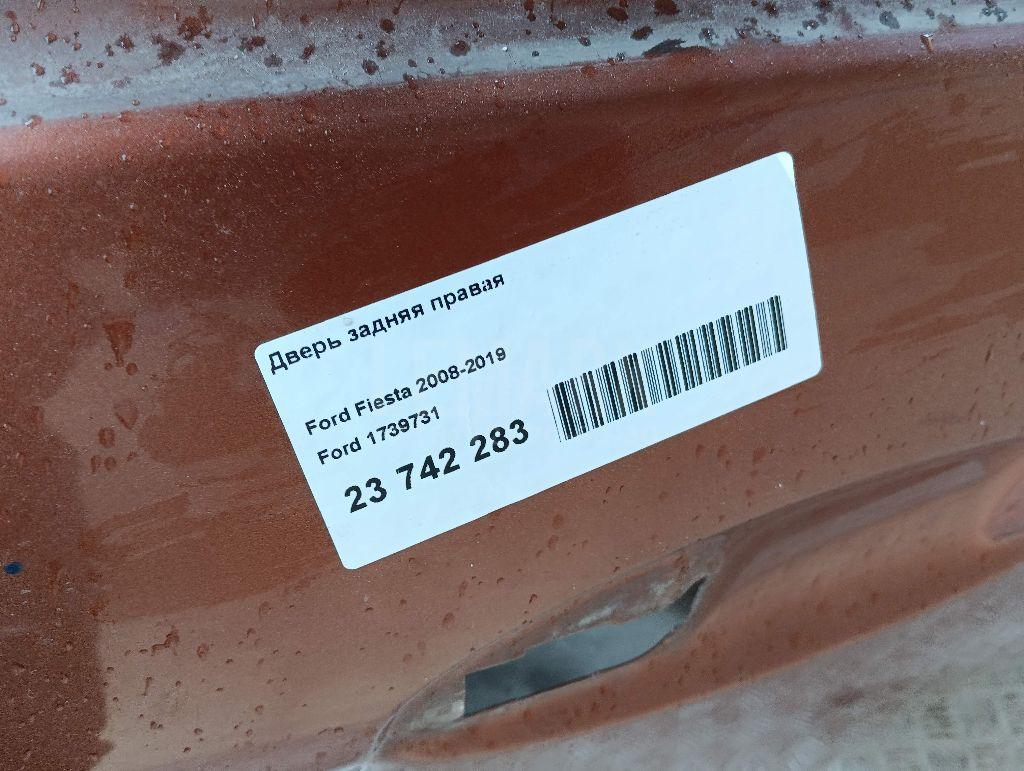 Дверь задняя правая
Ford Fiesta 2008-2019
Ford 1739731
23 742 283